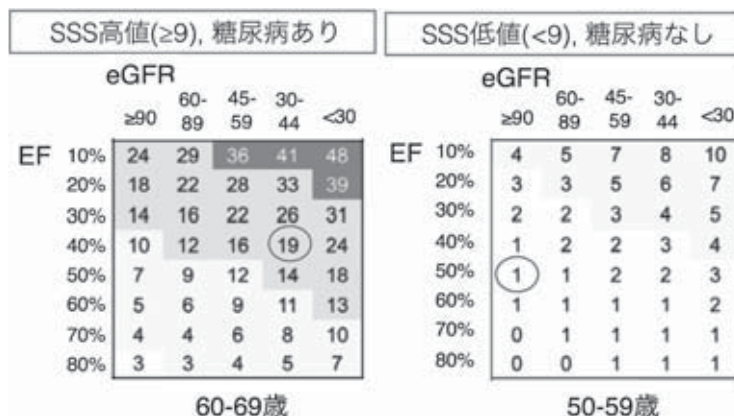 SSS高値(≥9), 糖尿病あり
eGFR
≥90 60-89 45-59 30-44 <30
EF 10% 24 29 36 41 48
20% 18 22 28 33 39
30% 14 16 22 26 31
40% 10 12 16 19 24
50% 7 9 12 14 18
60% 5 6 9 11 13
70% 4 4 6 8 10
80% 3 3 4 5 7
60-69歳
SSS低値(<9), 糖尿病なし
eGFR
≥90 60-89 45-59 30-44 <30
EF 10% 4 5 7 8 10
20% 3 3 5 6 7
30% 2 2 3 4 5
40% 1 2 2 3 4
50% 1 1 2 2 3
60% 1 1 1 1 2
70% 0 1 1 1 1
80% 0 0 1 1 1
50-59歳